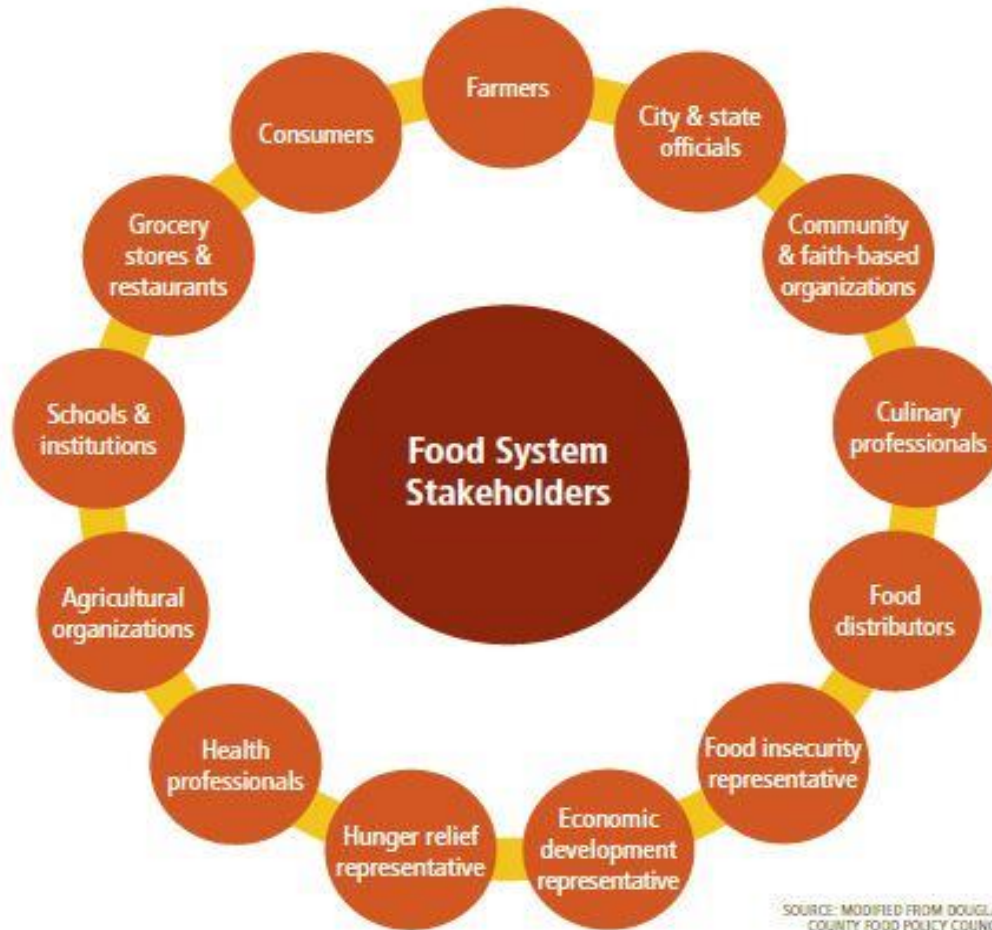 Food System
Stakeholders
Farmers
City & state
officials
Community
& faith-based
organizations
Culinary
professionals
Food
distributors
Food insecurity
representative
Economic
development
representative
Hunger relief
representative
Health
professionals
Agricultural
organizations
Schools &
institutions
Grocery
stores &
restaurants
Consumers
SOURCE: MODIFIED FROM
COUNTY FOOD POLICY